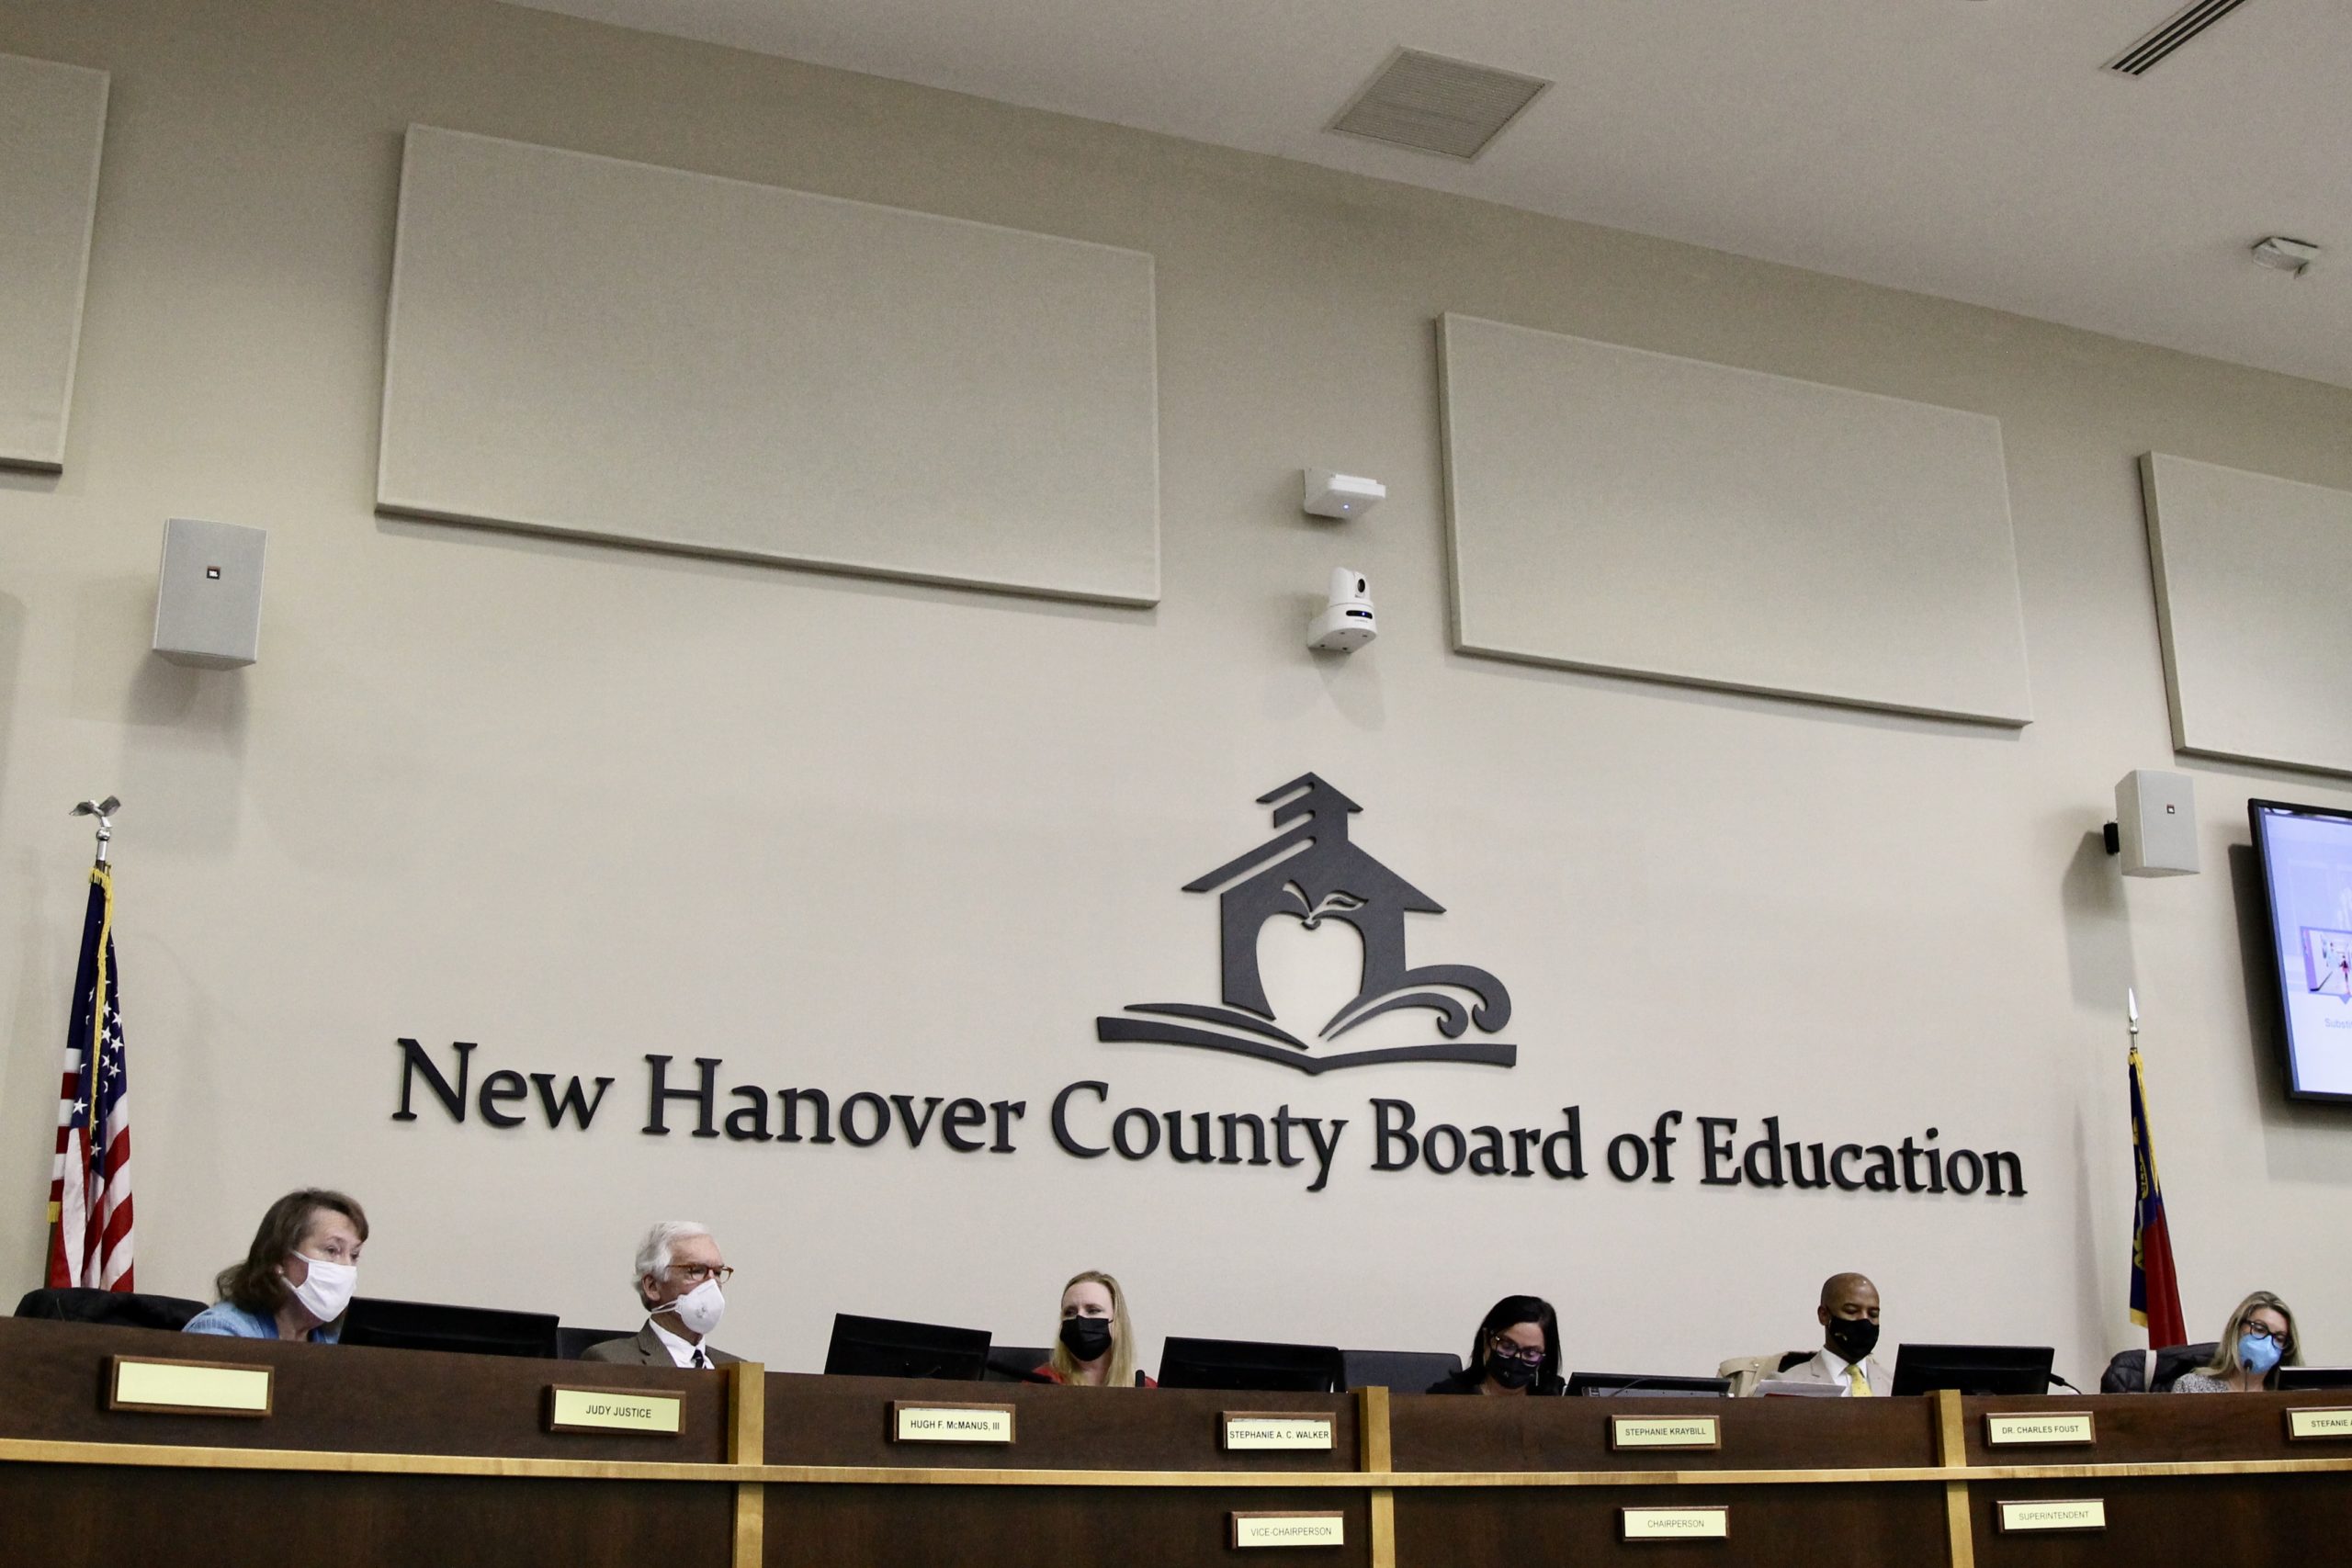 New Hanover County Board of Education
JUDY JUSTICE
HUGH F. McMANUS, III
STEPHANIE A. C. WALKER
STEPHANIE KRAYBILL
DR. CHARLES FOUST
STEFANIE
VICE-CHAIRPERSON
CHAIRPERSON
SUPERINTENDENT